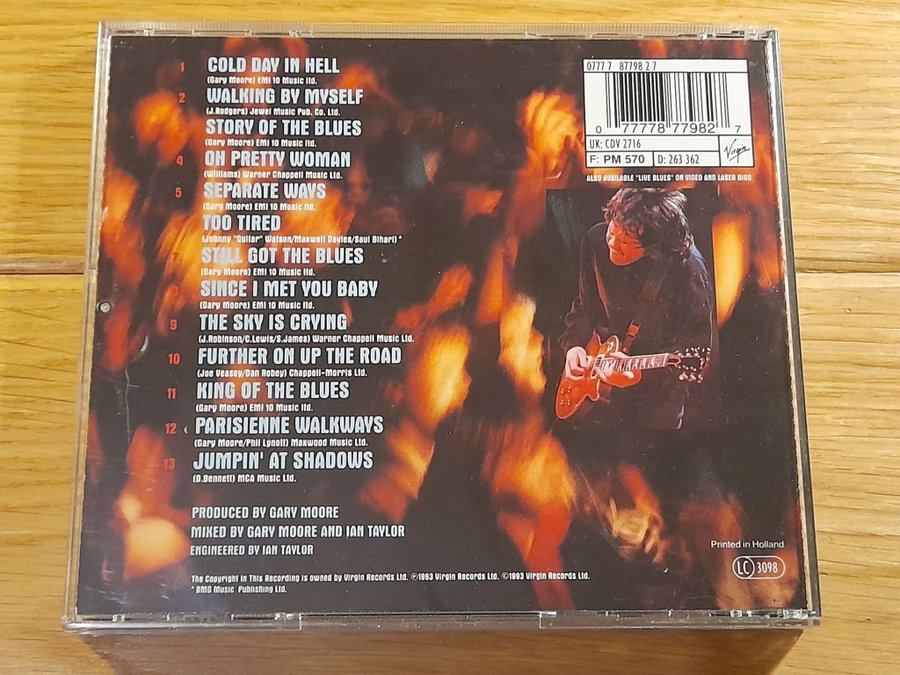 1 COLD DAY IN HELL
(Gary Moore) EMI 10 Music ltd.
2 WALKING BY MYSELF
(J.Rodgers) Jewel Music Pub. Co. Ltd.
STORY OF THE BLUES
(Gary Moore) EMI 10 Music ltd.
4 OH PRETTY WOMAN
(Williams) Warner Chappell Music Ltd.
5 SEPARATE WAYS
(Gary Moore) EMI 10 Music ltd.
TOO TIRED
(Johnny "Guitar" Watson/Maxwell Davies/Saul Bihari) *
7 STILL GOT THE BLUES
(Gary Moore) EMI 10 Music ltd.
8 SINCE I MET YOU BABY
(Gary Moore) EMI 10 Music ltd.
9 THE SKY IS CRYING
(J.Robinson/C.Lewis/S.James) Warner Chappell Music Ltd.
10 FURTHER ON UP THE ROAD
(Joe Veasey/Dan Robey) Chappell-Morris Ltd.
11 KING OF THE BLUES
(Gary Moore) EMI 10 Music ltd.
12 PARISIENNE WALKWAYS
(Gary Moore/Phil Lynott) Maxwood Music Ltd.
13 JUMPIN' AT SHADOWS
(D.Bennett) MCA Music Ltd.
PRODUCED BY GARY MOORE
MIXED BY GARY MOORE AND IAN TAYLOR
ENGINEERED BY IAN TAYLOR
The Copyright in This Recording is owned by Virgin Records Ltd. ℗1993 Virgin Records Ltd. ©1993 Virgin Records Ltd.
* BMG Music Publishing Ltd.
0777 7 87798 2 7
0 77778 77982 7
UK: CDV 2716
F: PM 570 D: 263 362
Virgin
ALSO AVAILABLE "LIVE BLUES" ON VIDEO AND LASER DISC
Printed in Holland
LC 3098